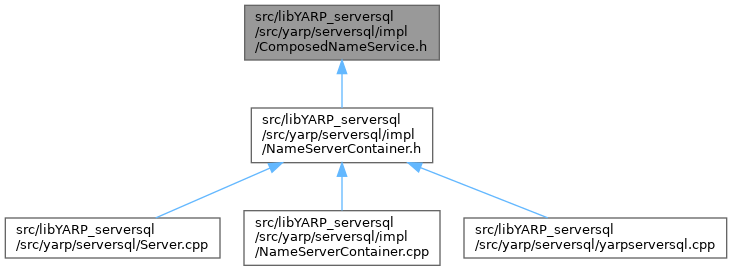 src/libYARP_serversql
/src/yarp/serversql/impl
/ComposedNameService.h
src/libYARP_serversql
/src/yarp/serversql/impl
/NameServerContainer.h
src/libYARP_serversql
/src/yarp/serversql/Server.cpp
src/libYARP_serversql
/src/yarp/serversql/impl
/NameServerContainer.cpp
src/libYARP_serversql
/src/yarp/serversql/yarpserversql.cpp